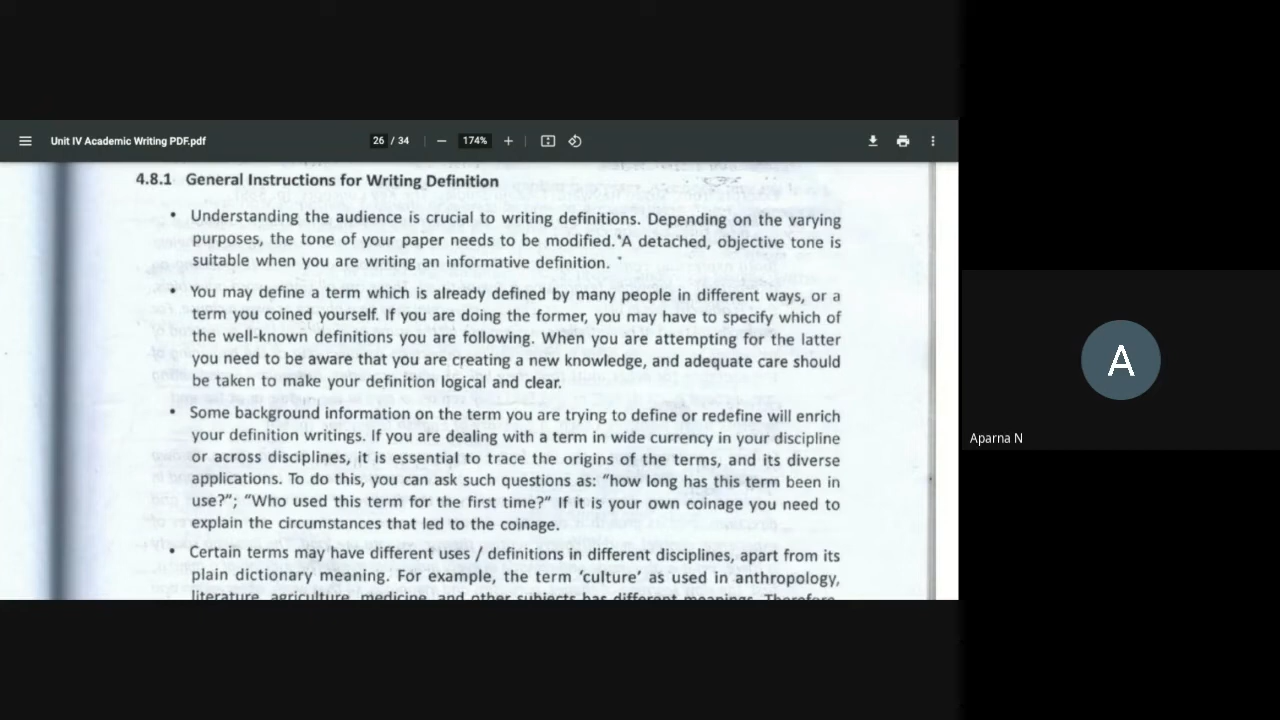 Unit IV Academic Writing PDF.pdf
26 / 34
174%
4.8.1 General Instructions for Writing Definition
• Understanding the audience is crucial to writing definitions. Depending on the varying
purposes, the tone of your paper needs to be modified. A detached, objective tone is
suitable when you are writing an informative definition.
• You may define a term which is already defined by many people in different ways, or a
term you coined yourself. If you are doing the former, you may have to specify which of
the well-known definitions you are following. When you are attempting for the latter
you need to be aware that you are creating a new knowledge, and adequate care should
be taken to make your definition logical and clear.
• Some background information on the term you are trying to define or redefine will enrich
your definition writings. If you are dealing with a term in wide currency in your discipline
or across disciplines, it is essential to trace the origins of the terms, and its diverse
applications. To do this, you can ask such questions as: “how long has this term been in
use?”; “Who used this term for the first time?” If it is your own coinage you need to
explain the circumstances that led to the coinage.
• Certain terms may have different uses / definitions in different disciplines, apart from its
plain dictionary meaning. For example, the term ‘culture’ as used in anthropology,
literature, agriculture, medicine, and other subjects has different meanings. Therefore,
A
Aparna N